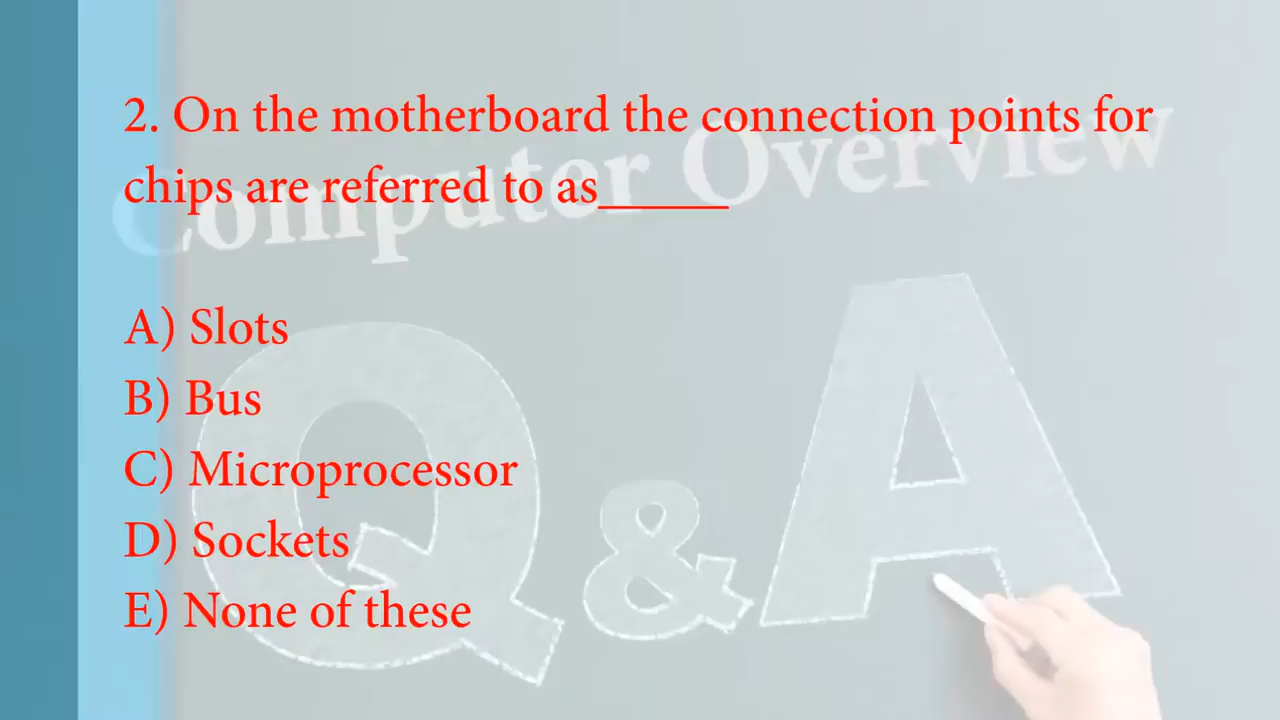 2. On the motherboard the connection points for
chips are referred to as_____
Computer Overview
A) Slots
B) Bus
C) Microprocessor
D) Sockets
E) None of these
Q & A